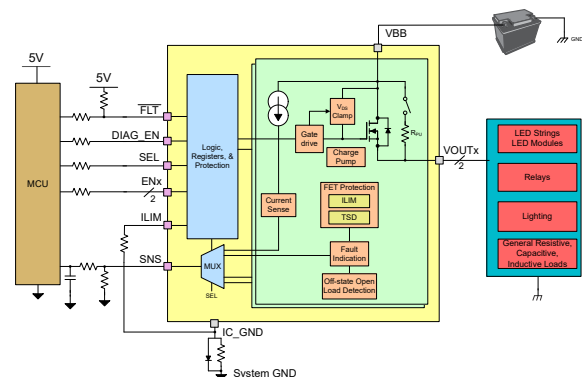 5V
5V
VBB
GND
FLT
DIAG_EN
SEL
ENx
2
ILIM
SNS
MCU
Logic,
Registers, &
Protection
VDS
Clamp
Gate
drive
Charge
Pump
RPU
VOUTx
2
Current
Sense
FET Protection
ILIM
TSD
Fault
Indication
Off-state Open
Load Detection
MUX
SEL
IC_GND
System GND
LED Strings
LED Modules
Relays
Lighting
General Resistive,
Capacitive,
Inductive Loads